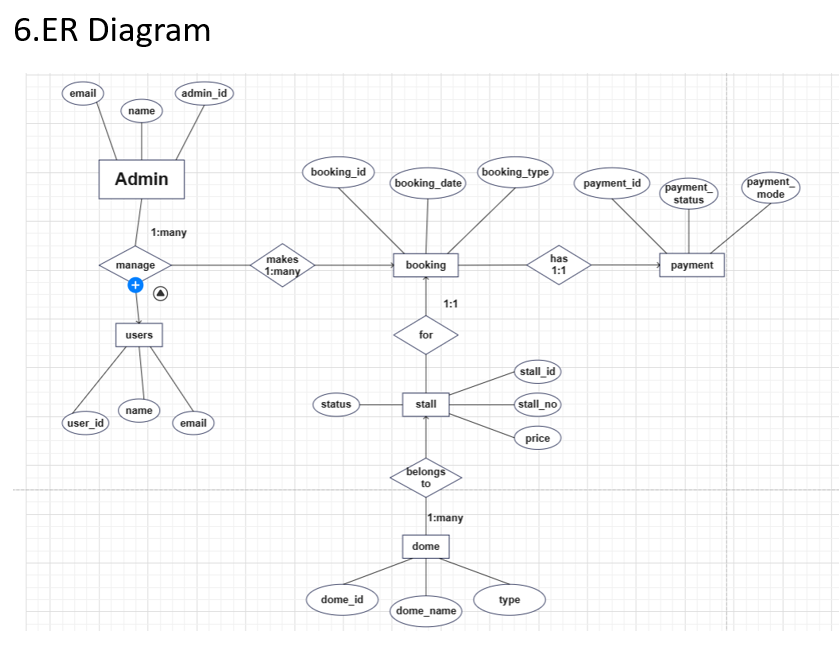 6.ER Diagram
email
name
admin_id
Admin
1:many
manage
makes
1:many
users
user_id
name
email
booking_id
booking_date
booking_type
booking
has
1:1
payment_id
payment_
status
payment_
mode
payment
1:1
for
status
stall
stall_id
stall_no
price
belongs
to
1:many
dome
dome_id
dome_name
type